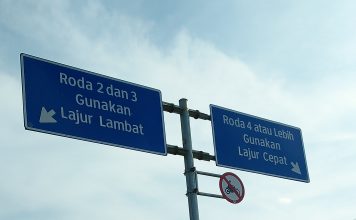 Roda 2 dan 3
Gunakan
Lajur Lambat
Roda 4 atau Lebih
Gunakan
Lajur Cepat